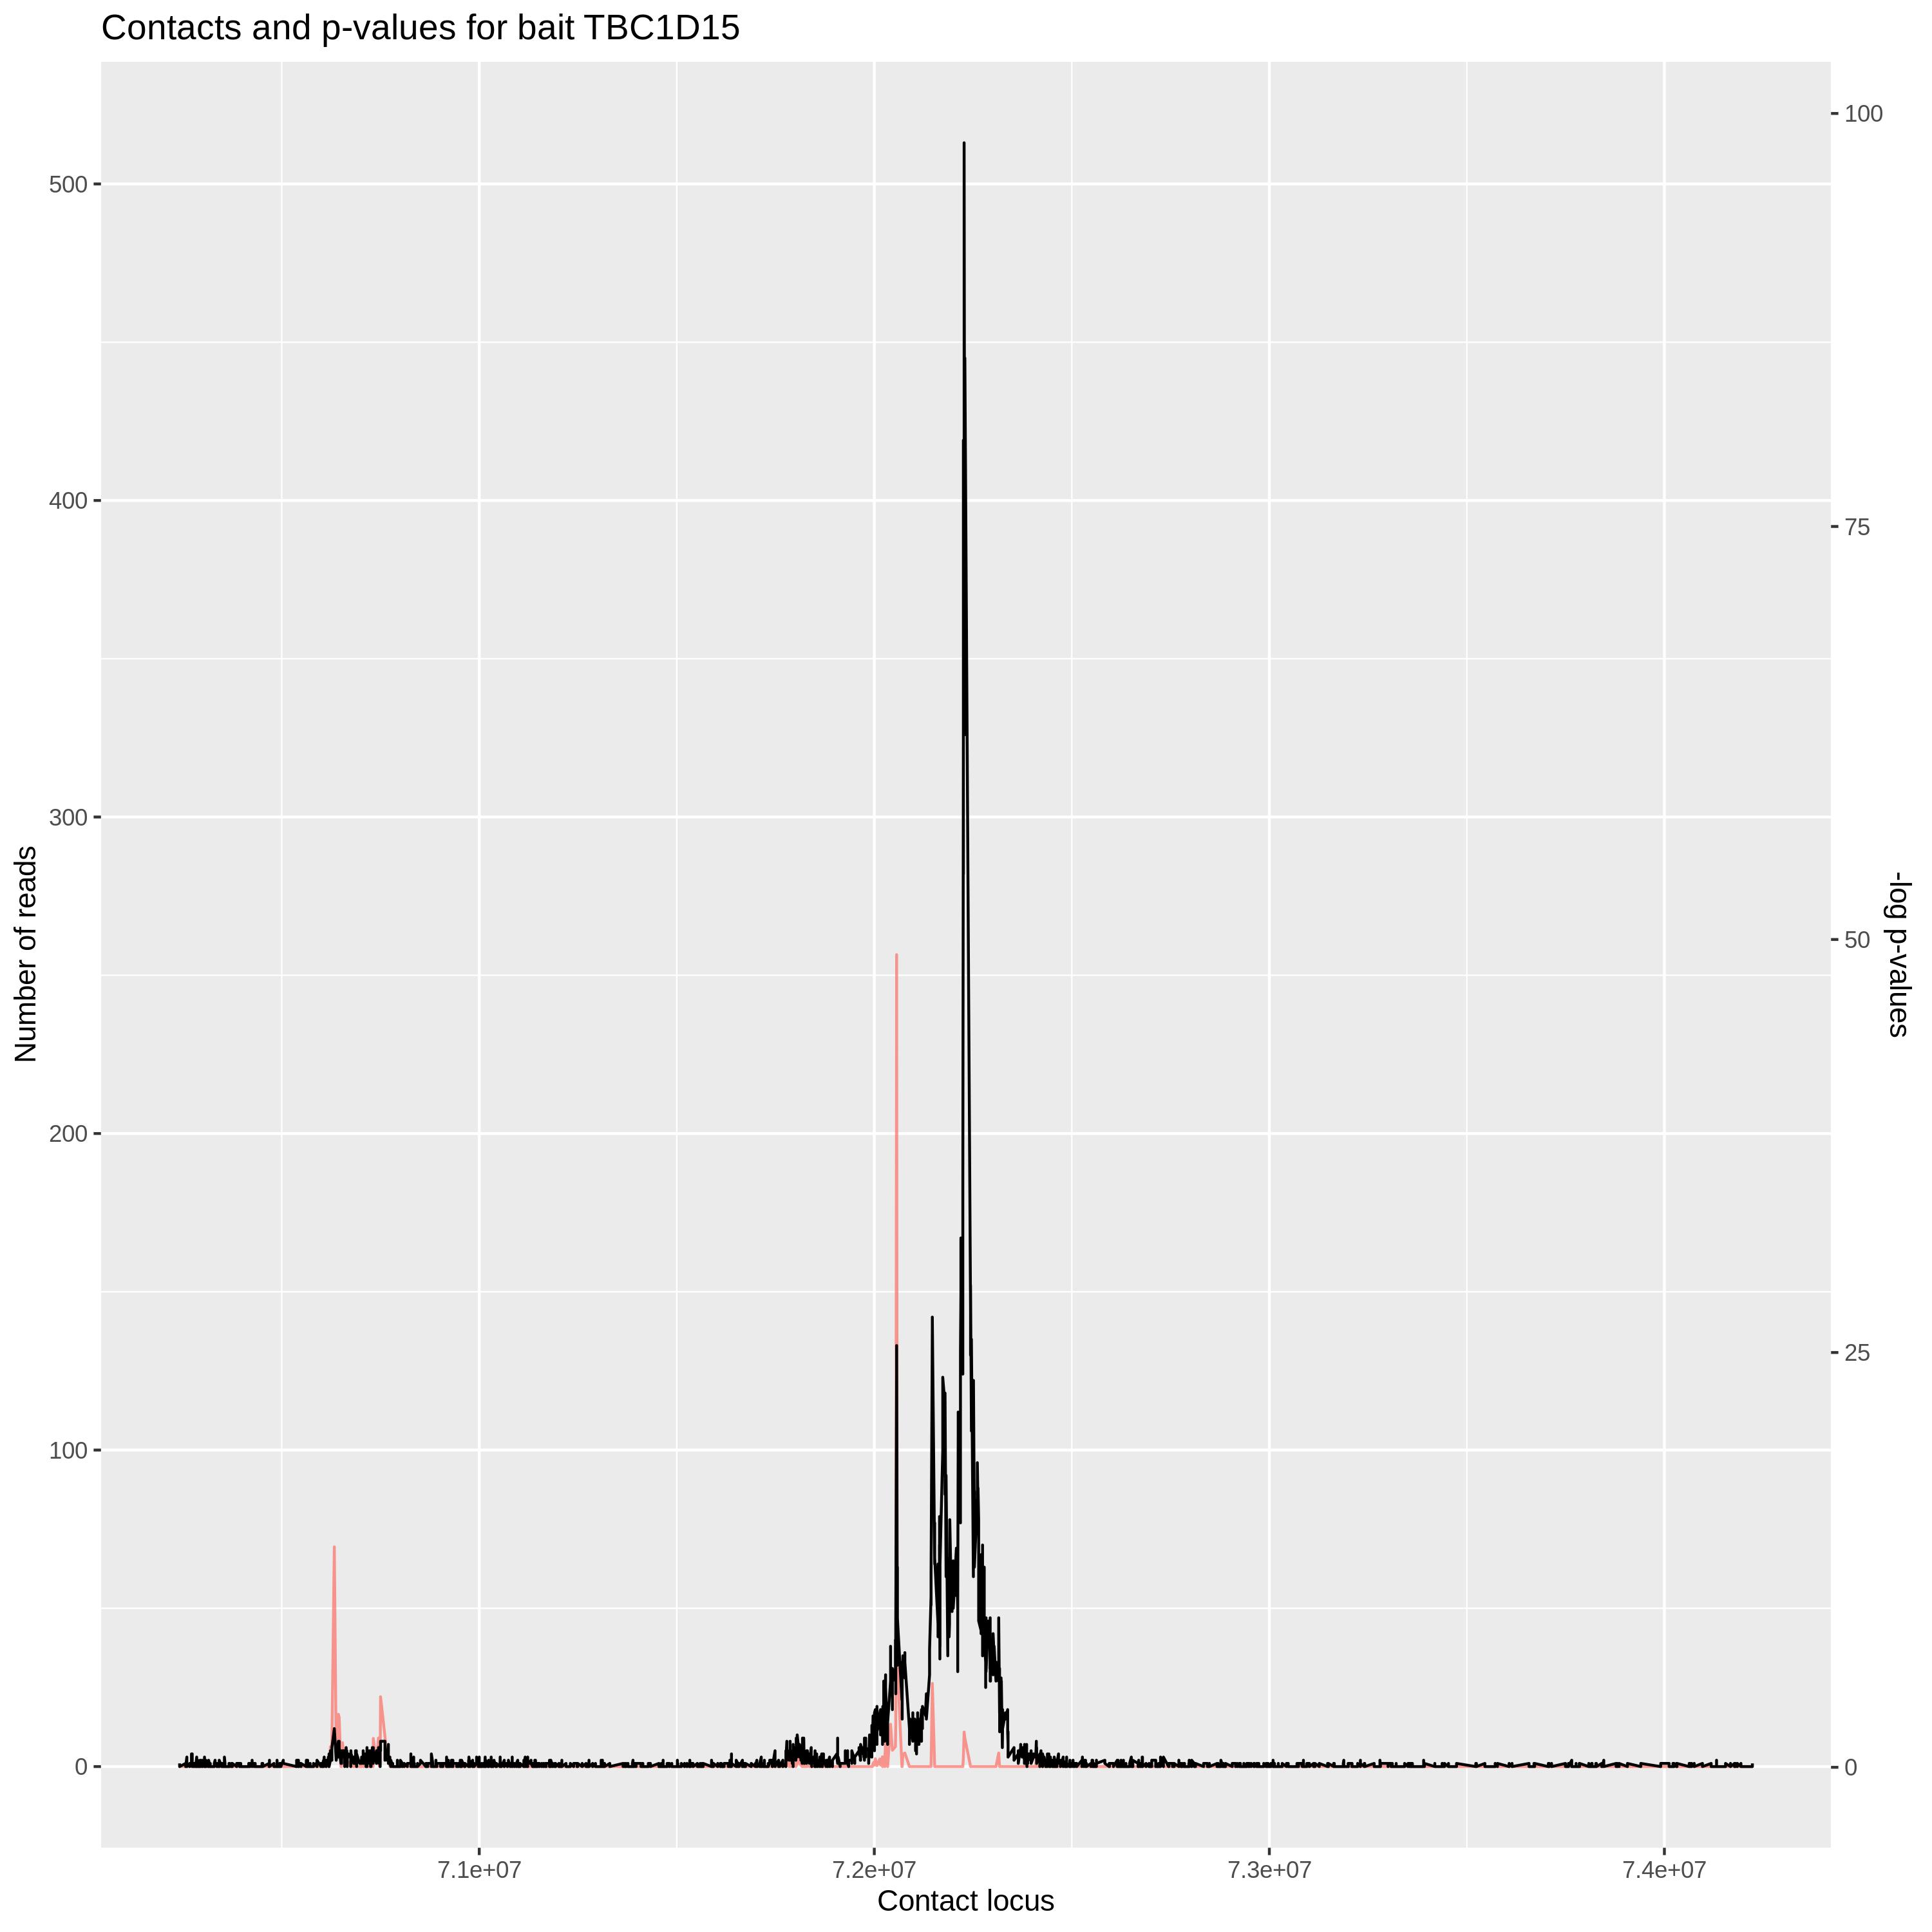 Contacts and p-values for bait TBC1D15
Number of reads
500
400
300
200
100
0
100
75
50
25
0
-log p-values
7.1e+07 7.2e+07 7.3e+07 7.4e+07
Contact locus